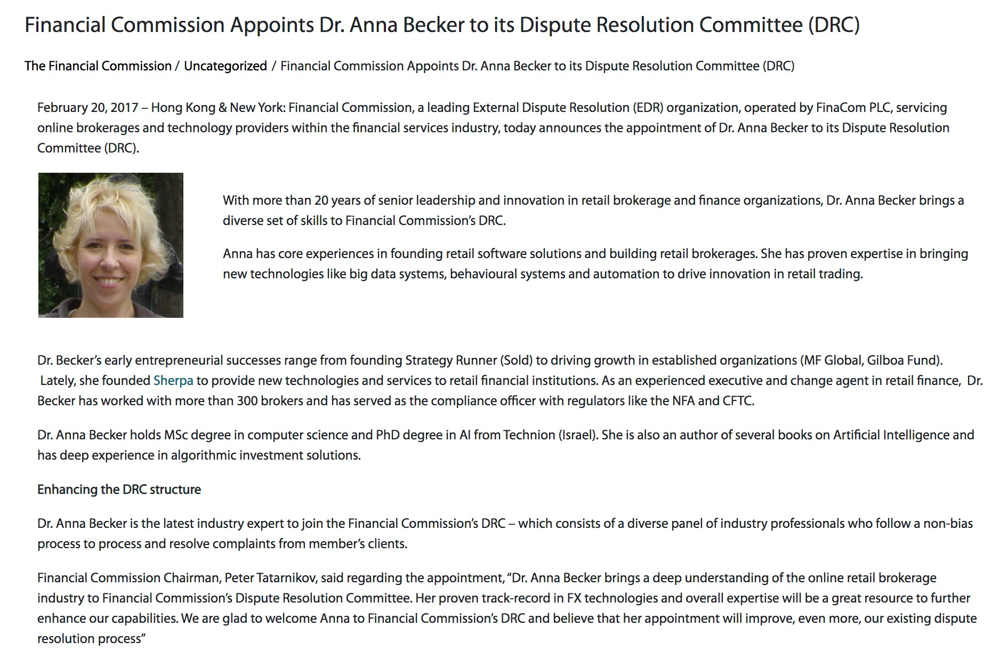 Financial Commission Appoints Dr. Anna Becker to its Dispute Resolution Committee (DRC)
The Financial Commission / Uncategorized / Financial Commission Appoints Dr. Anna Becker to its Dispute Resolution Committee (DRC)
February 20, 2017 – Hong Kong & New York: Financial Commission, a leading External Dispute Resolution (EDR) organization, operated by FinaCom PLC, servicing
online brokerages and technology providers within the financial services industry, today announces the appointment of Dr. Anna Becker to its Dispute Resolution
Committee (DRC).
With more than 20 years of senior leadership and innovation in retail brokerage and finance organizations, Dr. Anna Becker brings a
diverse set of skills to Financial Commission’s DRC.
Anna has core experiences in founding retail software solutions and building retail brokerages. She has proven expertise in bringing
new technologies like big data systems, behavioural systems and automation to drive innovation in retail trading.
Dr. Becker’s early entrepreneurial successes range from founding Strategy Runner (Sold) to driving growth in established organizations (MF Global, Gilboa Fund).
Lately, she founded Sherpa to provide new technologies and services to retail financial institutions. As an experienced executive and change agent in retail finance, Dr.
Becker has worked with more than 300 brokers and has served as the compliance officer with regulators like the NFA and CFTC.
Dr. Anna Becker holds MSc degree in computer science and PhD degree in AI from Technion (Israel). She is also an author of several books on Artificial Intelligence and
has deep experience in algorithmic investment solutions.
Enhancing the DRC structure
Dr. Anna Becker is the latest industry expert to join the Financial Commission’s DRC – which consists of a diverse panel of industry professionals who follow a non-bias
process to process and resolve complaints from member’s clients.
Financial Commission Chairman, Peter Tatarnikov, said regarding the appointment, “Dr. Anna Becker brings a deep understanding of the online retail brokerage
industry to Financial Commission’s Dispute Resolution Committee. Her proven track-record in FX technologies and overall expertise will be a great resource to further
enhance our capabilities. We are glad to welcome Anna to Financial Commission’s DRC and believe that her appointment will improve, even more, our existing dispute
resolution process”